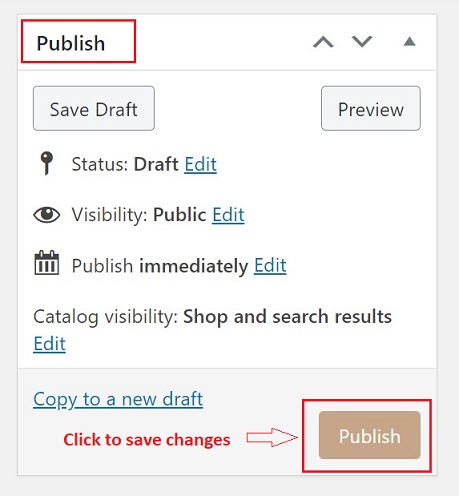 Publish
Save Draft
Preview
Status: Draft Edit
Visibility: Public Edit
Publish immediately Edit
Catalog visibility: Shop and search results
Edit
Copy to a new draft
Click to save changes
Publish